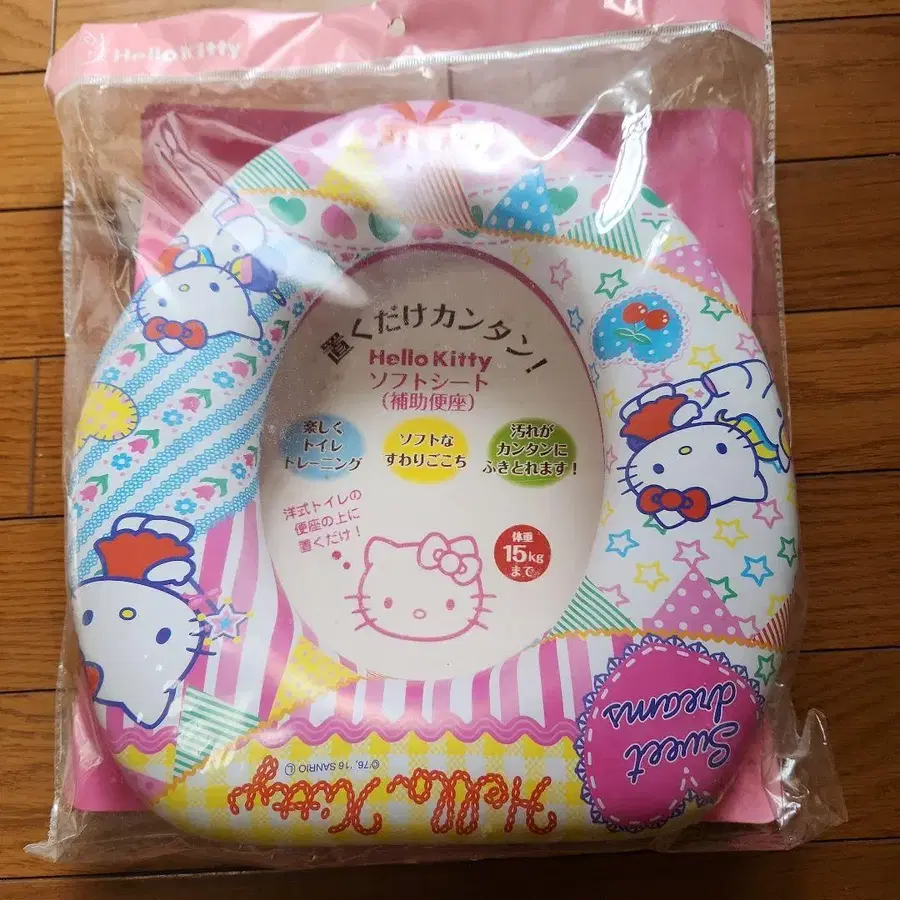 Hello Kitty
置くだけカンタン!
Hello Kitty
ソフトシート
(補助便座)
楽しく
トイレ
トレーニング
ソフトな
すわりごこち
汚れが
カンタンに
ふきとれます!
洋式トイレの
便座の上に
置くだけ!
体重
15kg
まで
Sweet
dreams
©'76, '16 SANRIO Ⓛ
Hello Kitty